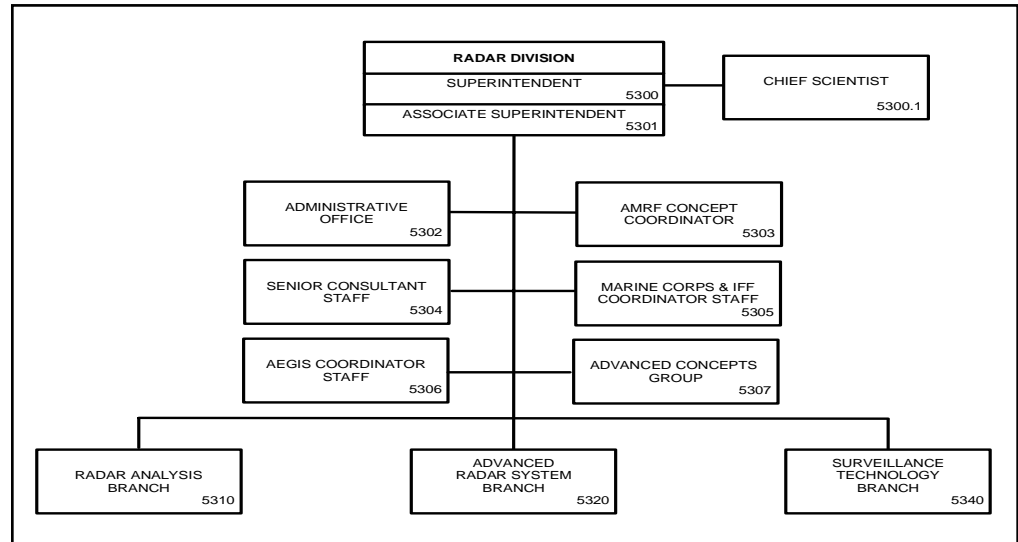 RADAR DIVISION
SUPERINTENDENT
5300
ASSOCIATE SUPERINTENDENT
5301
CHIEF SCIENTIST
5300.1
ADMINISTRATIVE
OFFICE
5302
AMRF CONCEPT
COORDINATOR
5303
SENIOR CONSULTANT
STAFF
5304
MARINE CORPS & IFF
COORDINATOR STAFF
5305
AEGIS COORDINATOR
STAFF
5306
ADVANCED CONCEPTS
GROUP
5307
RADAR ANALYSIS
BRANCH
5310
ADVANCED
RADAR SYSTEM
BRANCH
5320
SURVEILLANCE
TECHNOLOGY
BRANCH
5340